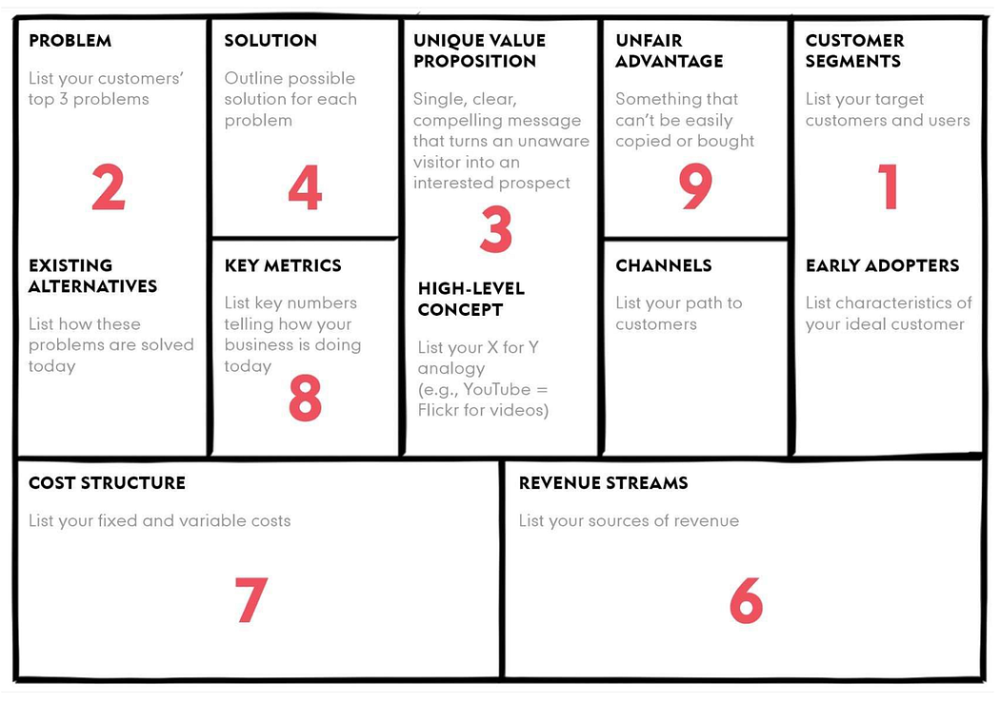 PROBLEM
List your customers’
top 3 problems
2
EXISTING
ALTERNATIVES
List how these
problems are solved
today
SOLUTION
Outline possible
solution for each
problem
4
KEY METRICS
List key numbers
telling how your
business is doing
today
8
UNIQUE VALUE
PROPOSITION
Single, clear,
compelling message
that turns an unaware
visitor into an
interested prospect
3
HIGH-LEVEL
CONCEPT
List your X for Y
analogy
(e.g., YouTube =
Flickr for videos)
UNFAIR
ADVANTAGE
Something that
can’t be easily
copied or bought
9
CHANNELS
List your path to
customers
CUSTOMER
SEGMENTS
List your target
customers and users
1
EARLY ADOPTERS
List characteristics of
your ideal customer
COST STRUCTURE
List your fixed and variable costs
7
REVENUE STREAMS
List your sources of revenue
6